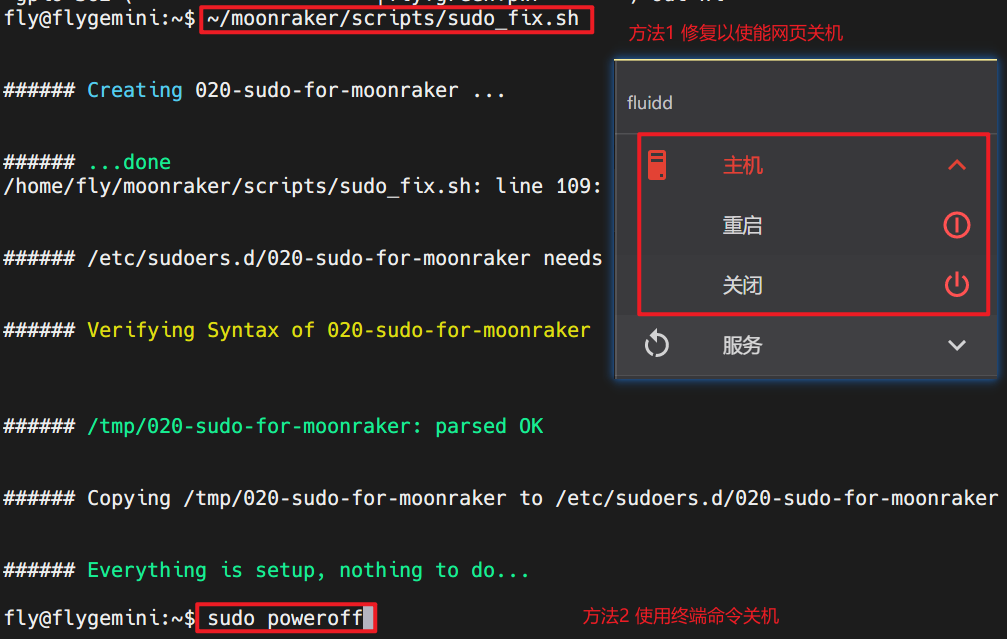 fly@flygemini:~$ ~/moonraker/scripts/sudo_fix.sh
方法1 修复以使能网页关机
###### Creating 020-sudo-for-moonraker ...
fluidd
###### ...done
主机
/home/fly/moonraker/scripts/sudo_fix.sh: line 109:
重启
###### /etc/sudoers.d/020-sudo-for-moonraker needs
关闭
###### Verifying Syntax of 020-sudo-for-moonraker
服务
###### /tmp/020-sudo-for-moonraker: parsed OK
###### Copying /tmp/020-sudo-for-moonraker to /etc/sudoers.d/020-sudo-for-moonraker
###### Everything is setup, nothing to do...
fly@flygemini:~$ sudo poweroff
方法2 使用终端命令关机